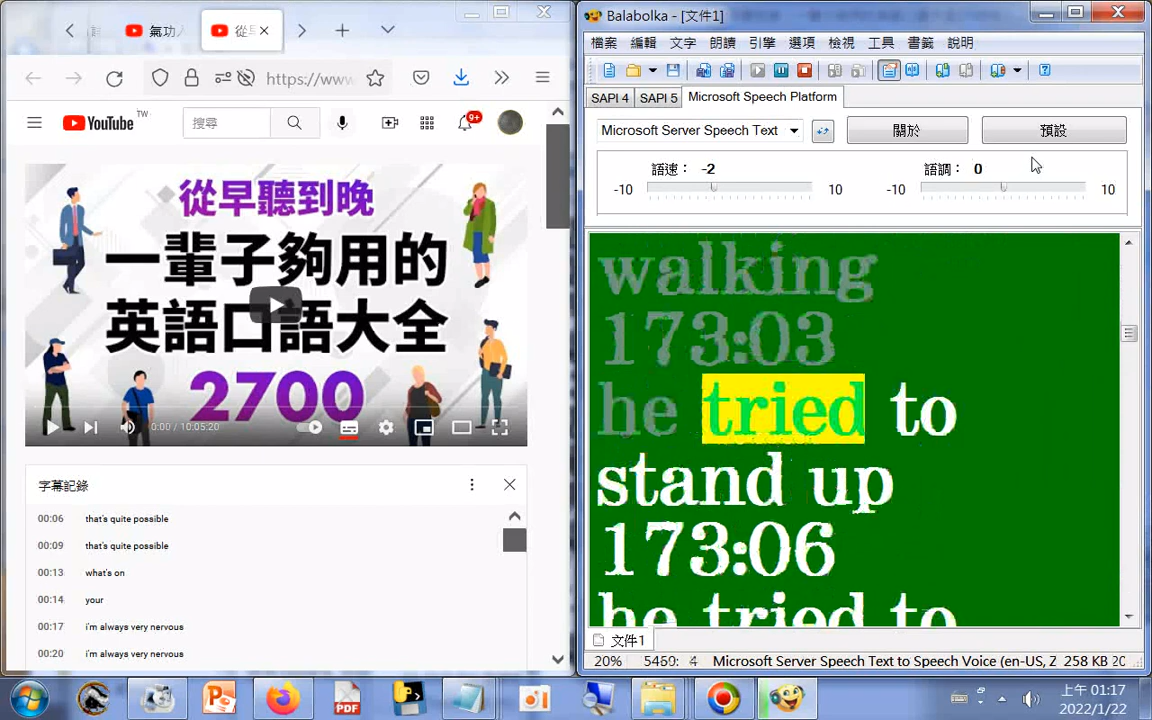 氣功
從
https://www
YouTube TW
搜尋
9+
從早聽到晚
一輩子夠用的
英語口語大全
2700
0:00 / 10:05:20
字幕記錄
00:06 that's quite possible
00:09 that's quite possible
00:13 what's on
00:14 your
00:17 i'm always very nervous
00:20 i'm always very nervous
Balabolka - [文件1]
檔案 編輯 文字 朗讀 引擎 選項 檢視 工具 書籤 說明
SAPI 4 SAPI 5 Microsoft Speech Platform
Microsoft Server Speech Text 關於 預設
語速： -2 語調： 0
-10 10 -10 10
walking
173:03
he tried to
stand up
173:06
he tried to
文件1
20% 5459: 4 Microsoft Server Speech Text to Speech Voice (en-US, Z 258 KB 20
PDF
上午 01:17
2022/1/22